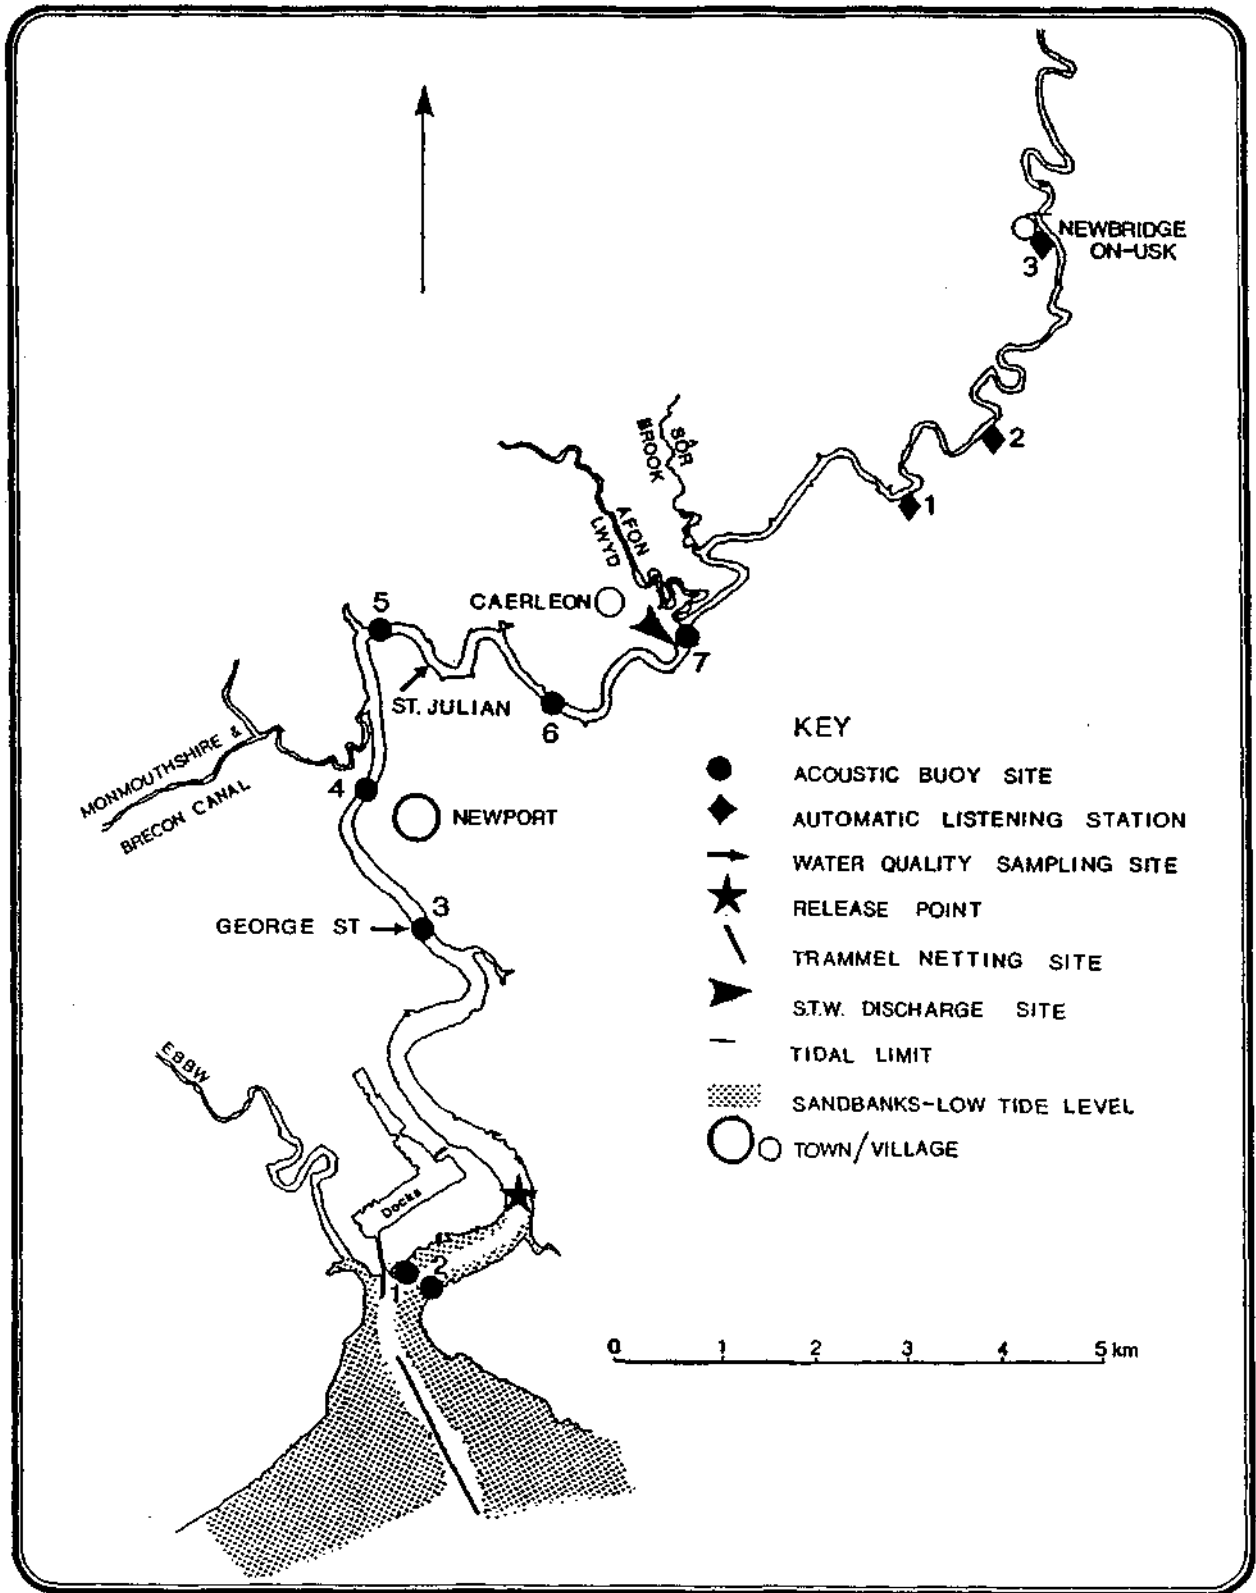 NEWBRIDGE
ON-USK
3
2
1
SÔR
BROOK
AFON
LWYD
CAERLEON
5
7
ST. JULIAN
6
MONMOUTHSHIRE &
BRECON CANAL
4
NEWPORT
3
GEORGE ST
EBBW
Docks
1
2
KEY
ACOUSTIC BUOY SITE
AUTOMATIC LISTENING STATION
WATER QUALITY SAMPLING SITE
RELEASE POINT
TRAMMEL NETTING SITE
S.T.W. DISCHARGE SITE
TIDAL LIMIT
SANDBANKS-LOW TIDE LEVEL
TOWN/VILLAGE
0 1 2 3 4 5 km